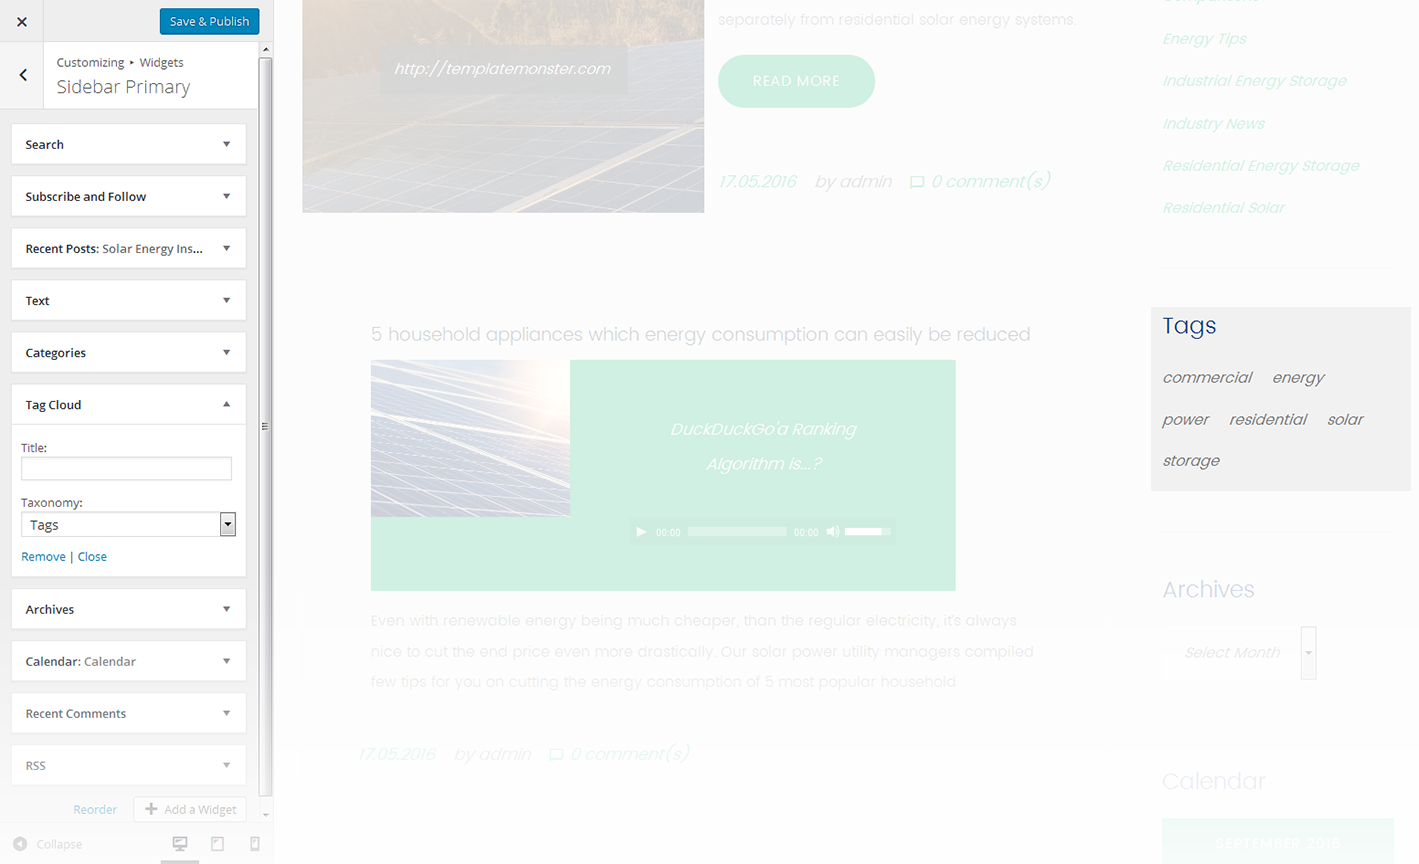 Save & Publish
Customizing ▸ Widgets
Sidebar Primary
Search
Subscribe and Follow
Recent Posts: Solar Energy Ins...
Text
Categories
Tag Cloud
Title:
Taxonomy:
Tags
Remove | Close
Archives
Calendar: Calendar
Recent Comments
RSS
Reorder
Add a Widget
Collapse
http://templatemonster.com
separately from residential solar energy systems.
READ MORE
17.05.2016 by admin 0 comment(s)
5 household appliances which energy consumption can easily be reduced
DuckDuckGo'a Ranking
Algorithm is...?
00:00 00:00
Even with renewable energy being much cheaper, than the regular electricity, it's always
nice to cut the end price even more drastically. Our solar power utility managers compiled
few tips for you on cutting the energy consumption of 5 most popular household
17.05.2016 by admin 0 comment(s)
Energy Tips
Industrial Energy Storage
Industry News
Residential Energy Storage
Residential Solar
Tags
commercial energy
power residential solar
storage
Archives
Select Month
Calendar
SEPTEMBER 2016